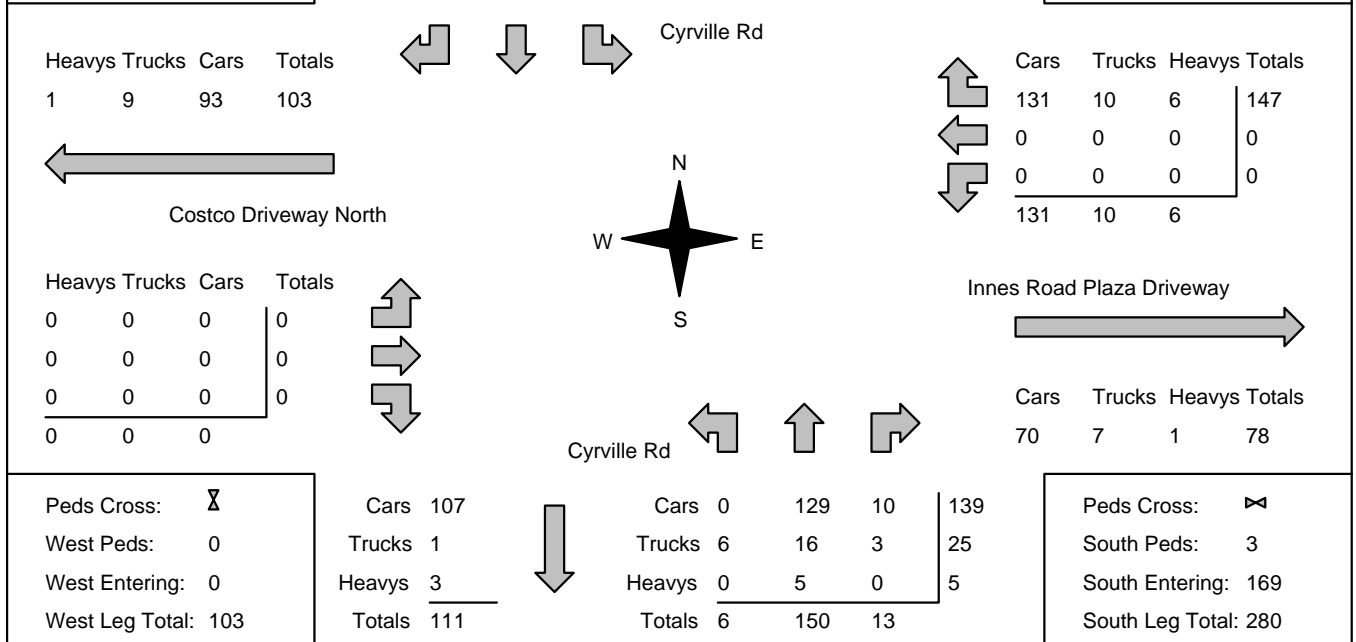 Cyrville Rd
Heavys Trucks Cars Totals
1 9 93 103
Cars Trucks Heavys Totals
131 10 6 147
0 0 0 0
0 0 0 0
131 10 6
Costco Driveway North
N
W E
S
Heavys Trucks Cars Totals
0 0 0 0
0 0 0 0
0 0 0 0
0 0 0
Innes Road Plaza Driveway
Cars Trucks Heavys Totals
70 7 1 78
Cyrville Rd
Peds Cross:
West Peds: 0
West Entering: 0
West Leg Total: 103
Cars 107
Trucks 1
Heavys 3
Totals 111
Cars 0 129 10 139
Trucks 6 16 3 25
Heavys 0 5 0 5
Totals 6 150 13
Peds Cross:
South Peds: 3
South Entering: 169
South Leg Total: 280